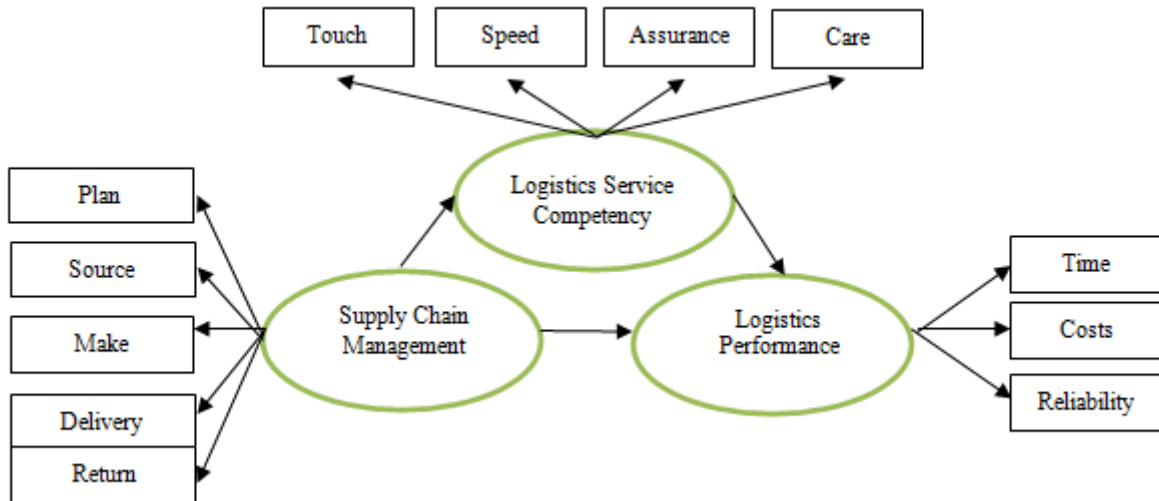 Touch
Speed
Assurance
Care
Logistics Service
Competency
Plan
Source
Make
Delivery
Return
Supply Chain
Management
Logistics
Performance
Time
Costs
Reliability